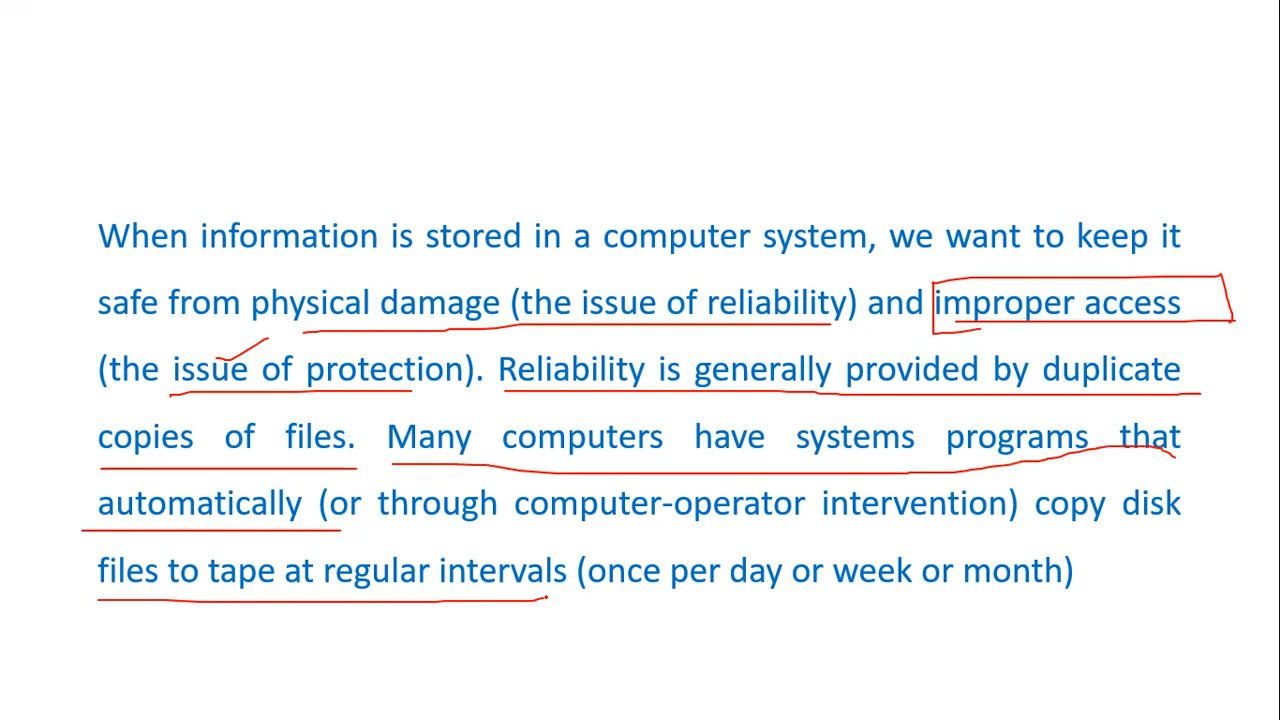 When information is stored in a computer system, we want to keep it
safe from physical damage (the issue of reliability) and improper access
(the issue of protection). Reliability is generally provided by duplicate
copies of files. Many computers have systems programs that
automatically (or through computer-operator intervention) copy disk
files to tape at regular intervals (once per day or week or month)